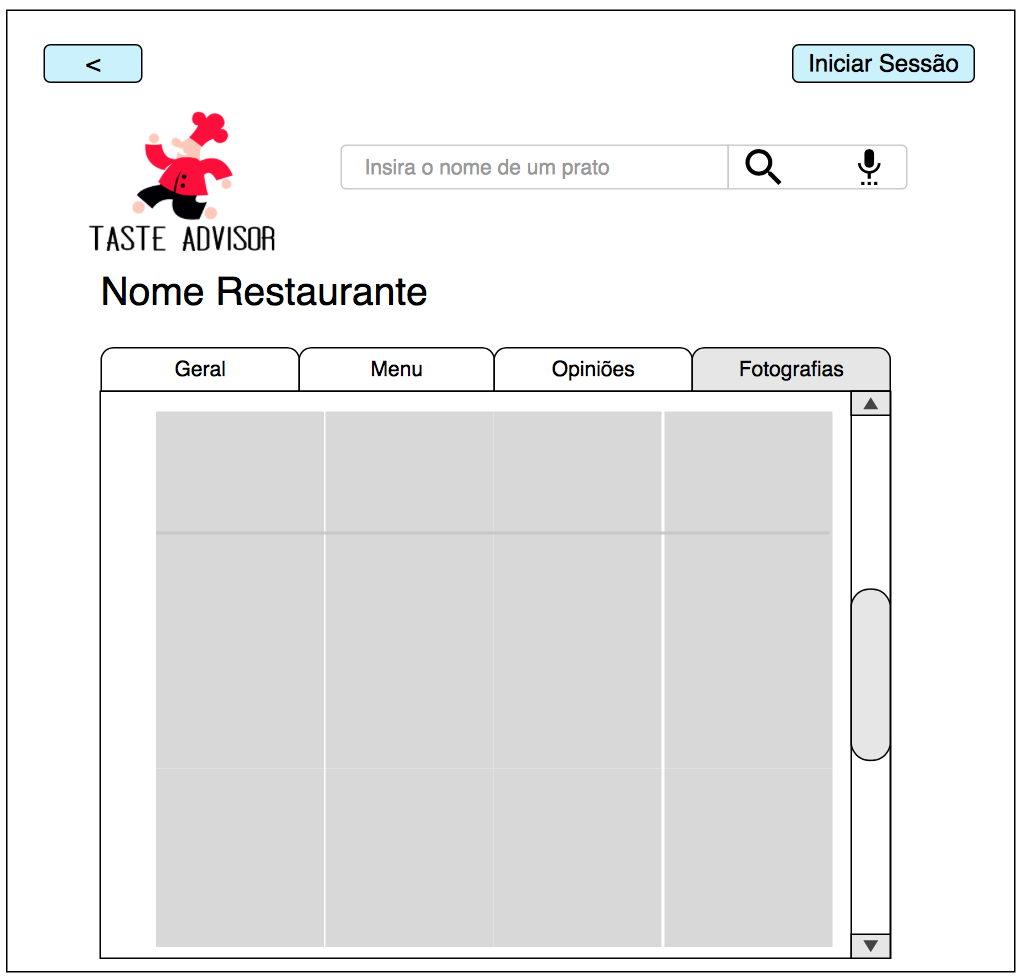 <
Iniciar Sessão
Insira o nome de um prato
TASTE ADVISOR
Nome Restaurante
Geral
Menu
Opiniões
Fotografias